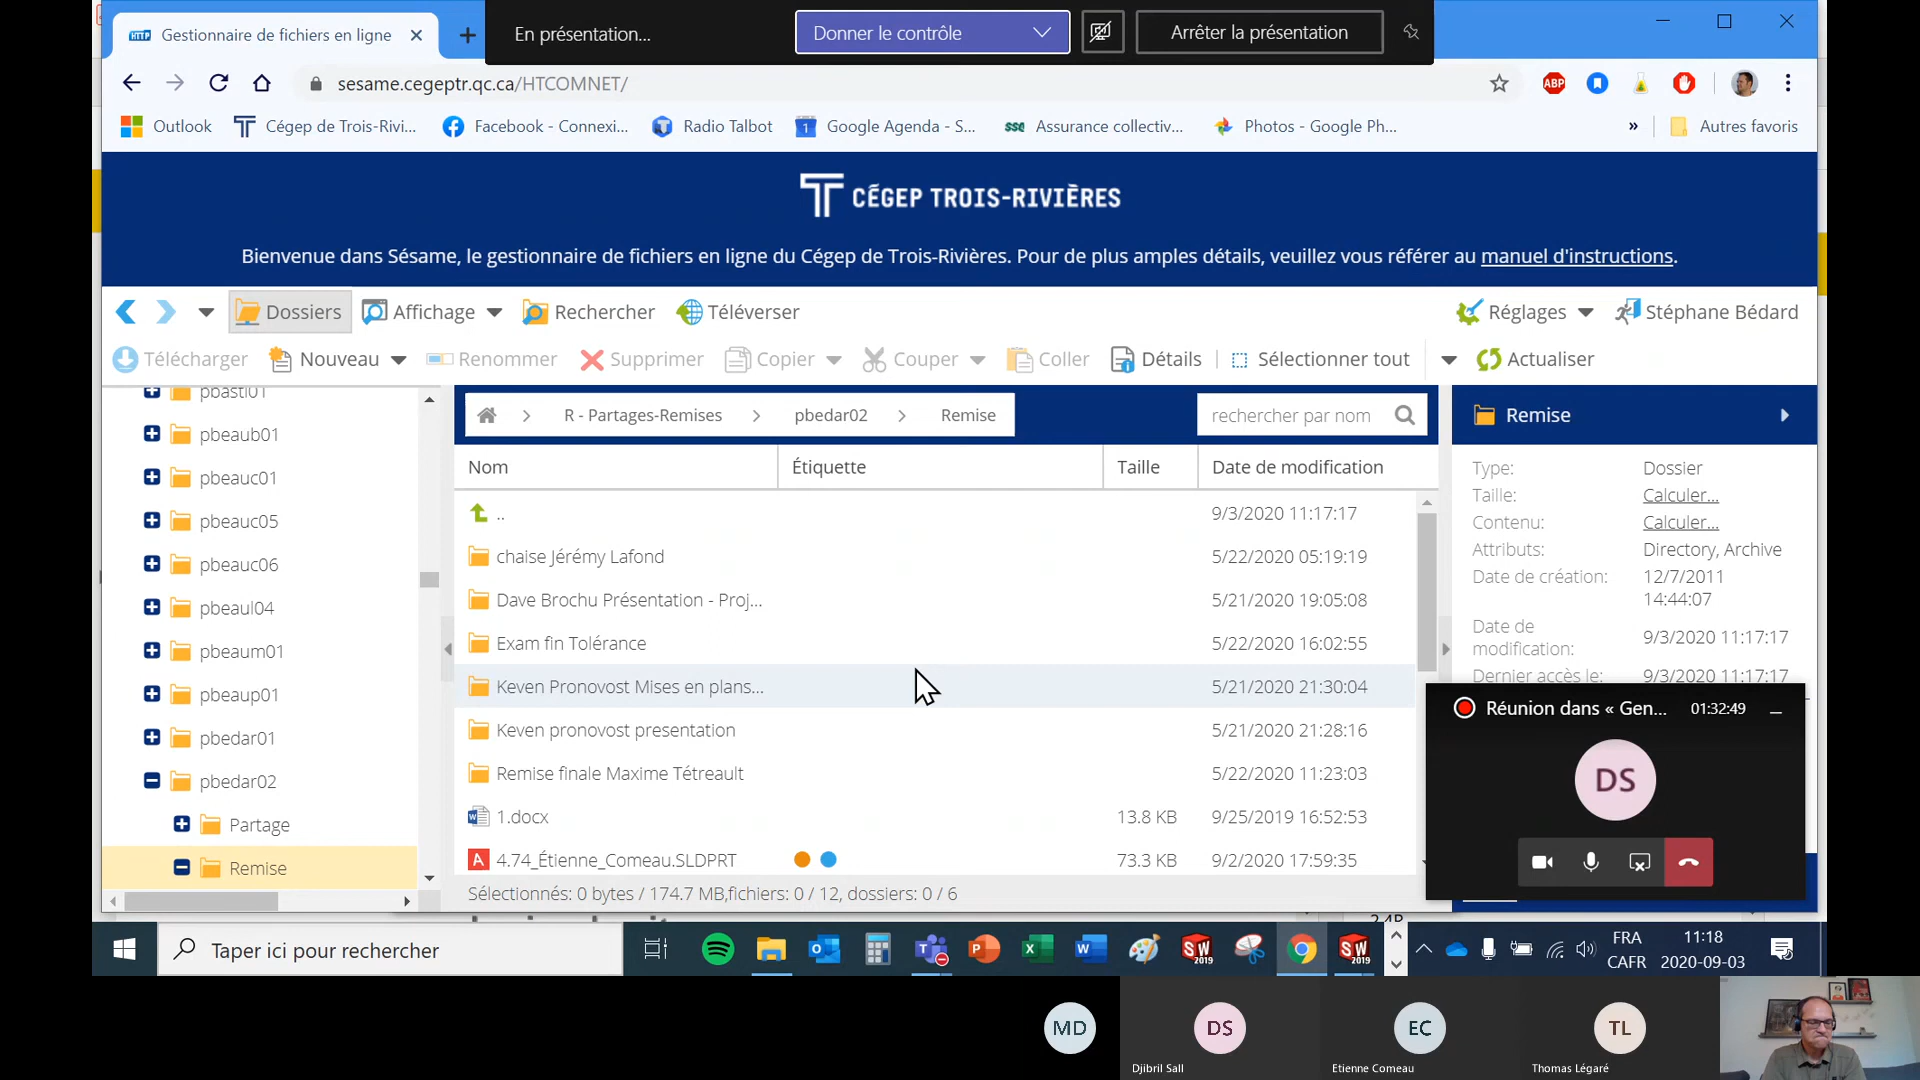 Gestionnaire de fichiers en ligne
En présentation...
Donner le contrôle
Arrêter la présentation
sesame.cegeptr.qc.ca/HTCOMNET/
ABP
Outlook
Cégep de Trois-Rivi...
Facebook - Connexi...
Radio Talbot
Google Agenda - S...
Assurance collectiv...
Photos - Google Ph...
»
Autres favoris
CÉGEP TROIS-RIVIÈRES
Bienvenue dans Sésame, le gestionnaire de fichiers en ligne du Cégep de Trois-Rivières. Pour de plus amples détails, veuillez vous référer au manuel d'instructions.
Dossiers
Affichage
Rechercher
Téléverser
Réglages
Stéphane Bédard
Télécharger
Nouveau
Renommer
Supprimer
Copier
Couper
Coller
Détails
Sélectionner tout
Actualiser
pbasti01
pbeaub01
pbeauc01
pbeauc05
pbeauc06
pbeaul04
pbeaum01
pbeaup01
pbedar01
pbedar02
Partage
Remise
R - Partages-Remises > pbedar02 > Remise
rechercher par nom
Nom Étiquette Taille Date de modification
.. 9/3/2020 11:17:17
chaise Jérémy Lafond 5/22/2020 05:19:19
Dave Brochu Présentation - Proj... 5/21/2020 19:05:08
Exam fin Tolérance 5/22/2020 16:02:55
Keven Pronovost Mises en plans... 5/21/2020 21:30:04
Keven pronovost presentation 5/21/2020 21:28:16
Remise finale Maxime Tétreault 5/22/2020 11:23:03
1.docx 13.8 KB 9/25/2019 16:52:53
4.74_Étienne_Comeau.SLDPRT 73.3 KB 9/2/2020 17:59:35
Sélectionnés: 0 bytes / 174.7 MB,fichiers: 0 / 12, dossiers: 0 / 6
Remise
Type: Dossier
Taille: Calculer...
Contenu: Calculer...
Attributs: Directory, Archive
Date de création: 12/7/2011
14:44:07
Date de
modification: 9/3/2020 11:17:17
Dernier accès le: 9/3/2020 11:17:17
Réunion dans « Gen... 01:32:49
DS
Taper ici pour rechercher
FRA
CAFR
11:18
2020-09-03
MD
DS
Djibril Sall
EC
Etienne Comeau
TL
Thomas Légaré